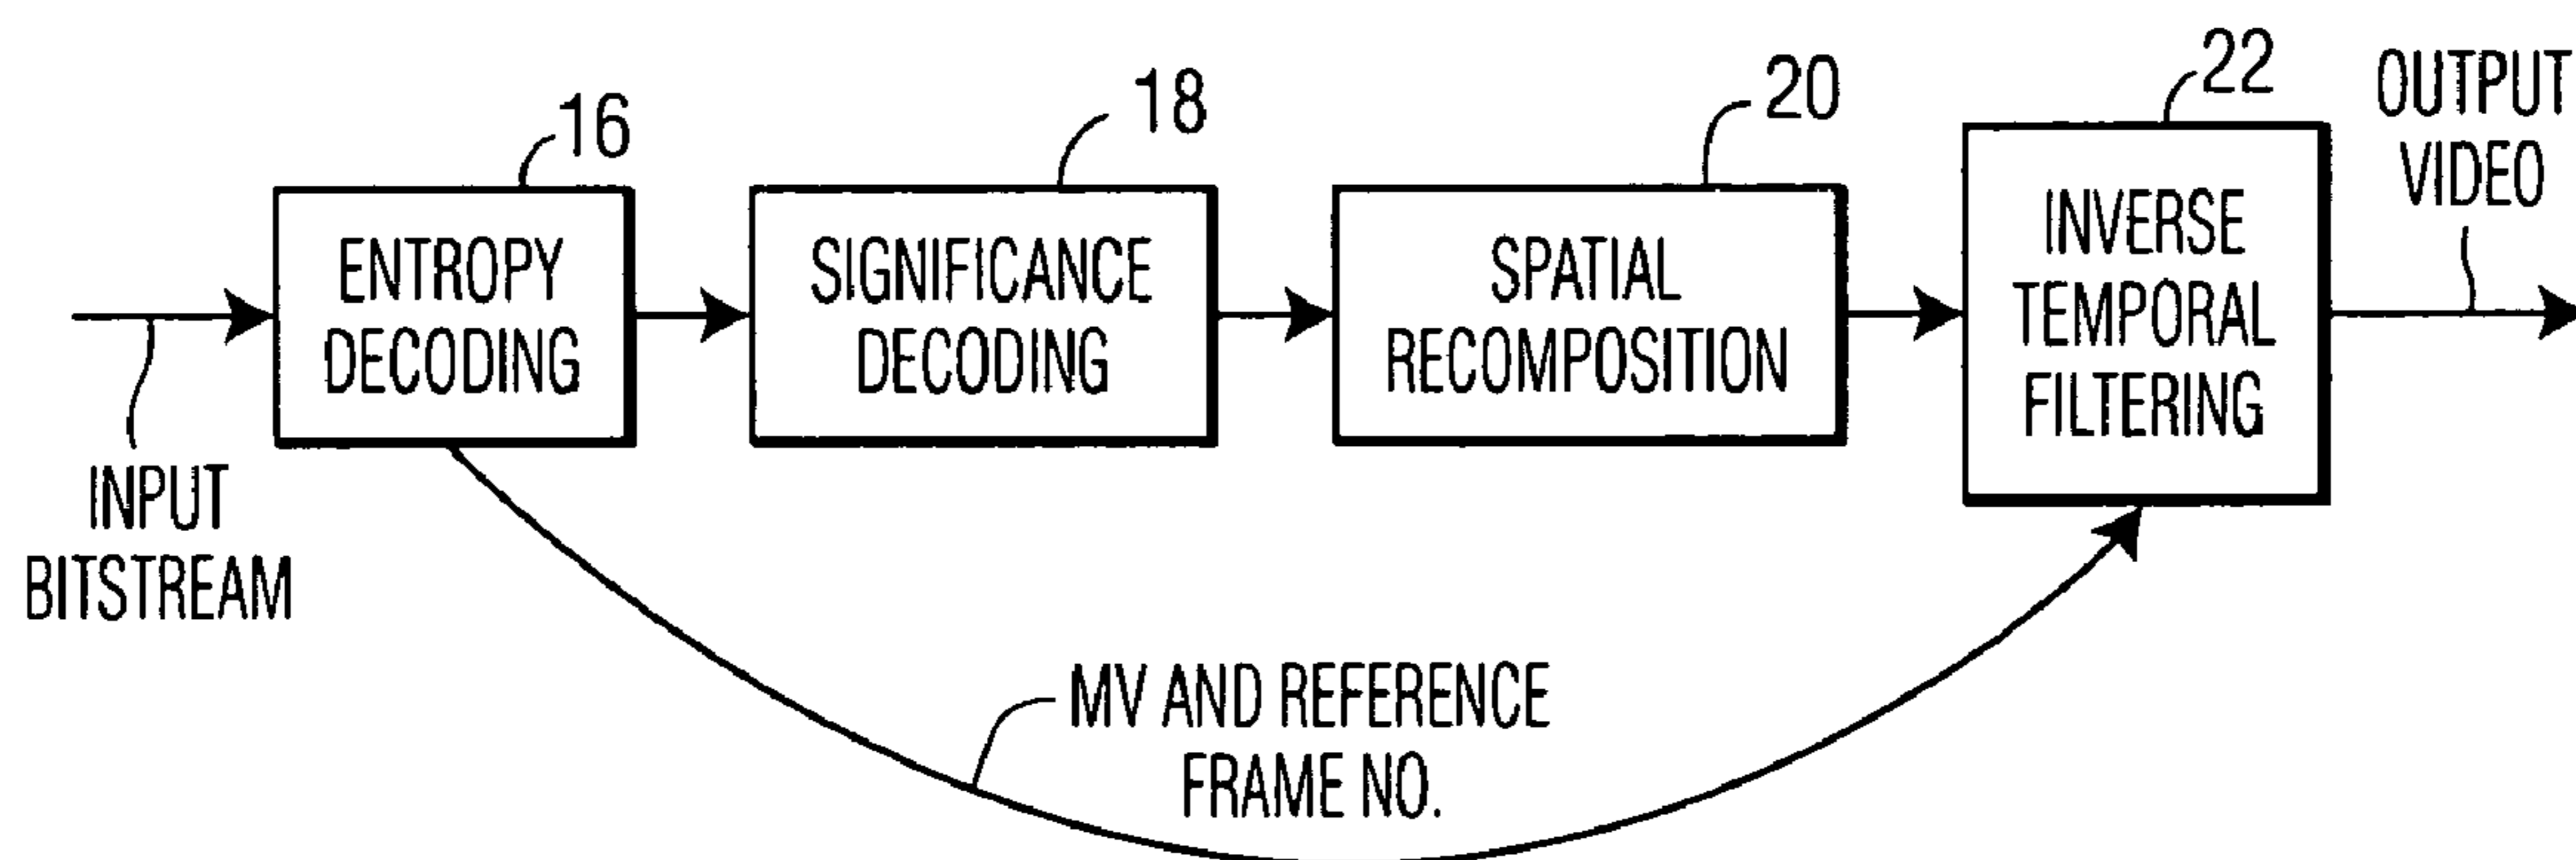 16
18
20
22
OUTPUT
VIDEO
ENTROPY
DECODING
SIGNIFICANCE
DECODING
SPATIAL
RECOMPOSITION
INVERSE
TEMPORAL
FILTERING
INPUT
BITSTREAM
MV AND REFERENCE
FRAME NO.